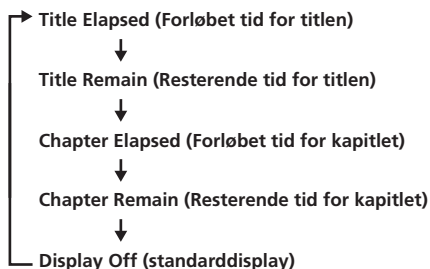 Title Elapsed (Forløbet tid for titlen)
Title Remain (Resterende tid for titlen)
Chapter Elapsed (Forløbet tid for kapitlet)
Chapter Remain (Resterende tid for kapitlet)
Display Off (standarddisplay)